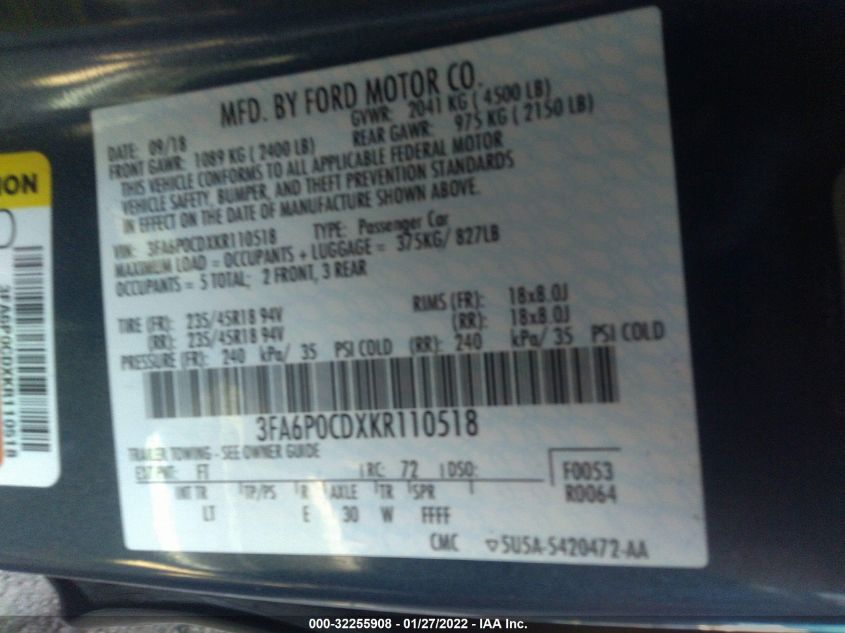 MFD. BY FORD MOTOR CO.
DATE: 09/18 GVWR: 2041 KG ( 4500 LB)
FRONT GAWR: 1089 KG ( 2400 LB) REAR GAWR: 975 KG ( 2150 LB)
THIS VEHICLE CONFORMS TO ALL APPLICABLE FEDERAL MOTOR
VEHICLE SAFETY, BUMPER, AND THEFT PREVENTION STANDARDS
IN EFFECT ON THE DATE OF MANUFACTURE SHOWN ABOVE.
VIN: 3FA6P0CDXKR110518 TYPE: Passenger Car
MAXIMUM LOAD = OCCUPANTS + LUGGAGE = 375KG/ 827LB
OCCUPANTS = 5 TOTAL; 2 FRONT, 3 REAR
TIRE (FR): 235/45R18 94V RIMS (FR): 18x8.0J
(RR): 235/45R18 94V (RR): 18x8.0J
PRESSURE (FR): 240 kPa/ 35 PSI COLD (RR): 240 kPa/ 35 PSI COLD
3FA6P0CDXKR110518
TRAILER TOWING - SEE OWNER GUIDE
EXT PNT: FT RC: 72 DSO: F0053
R0064
INT TR TP/PS R AXLE TR SPR
LT E 30 W FFFF
CMC ▽5U5A-5420472-AA
ION
3FA6P0CDXKR110518
000-32255908 - 01/27/2022 - IAA Inc.